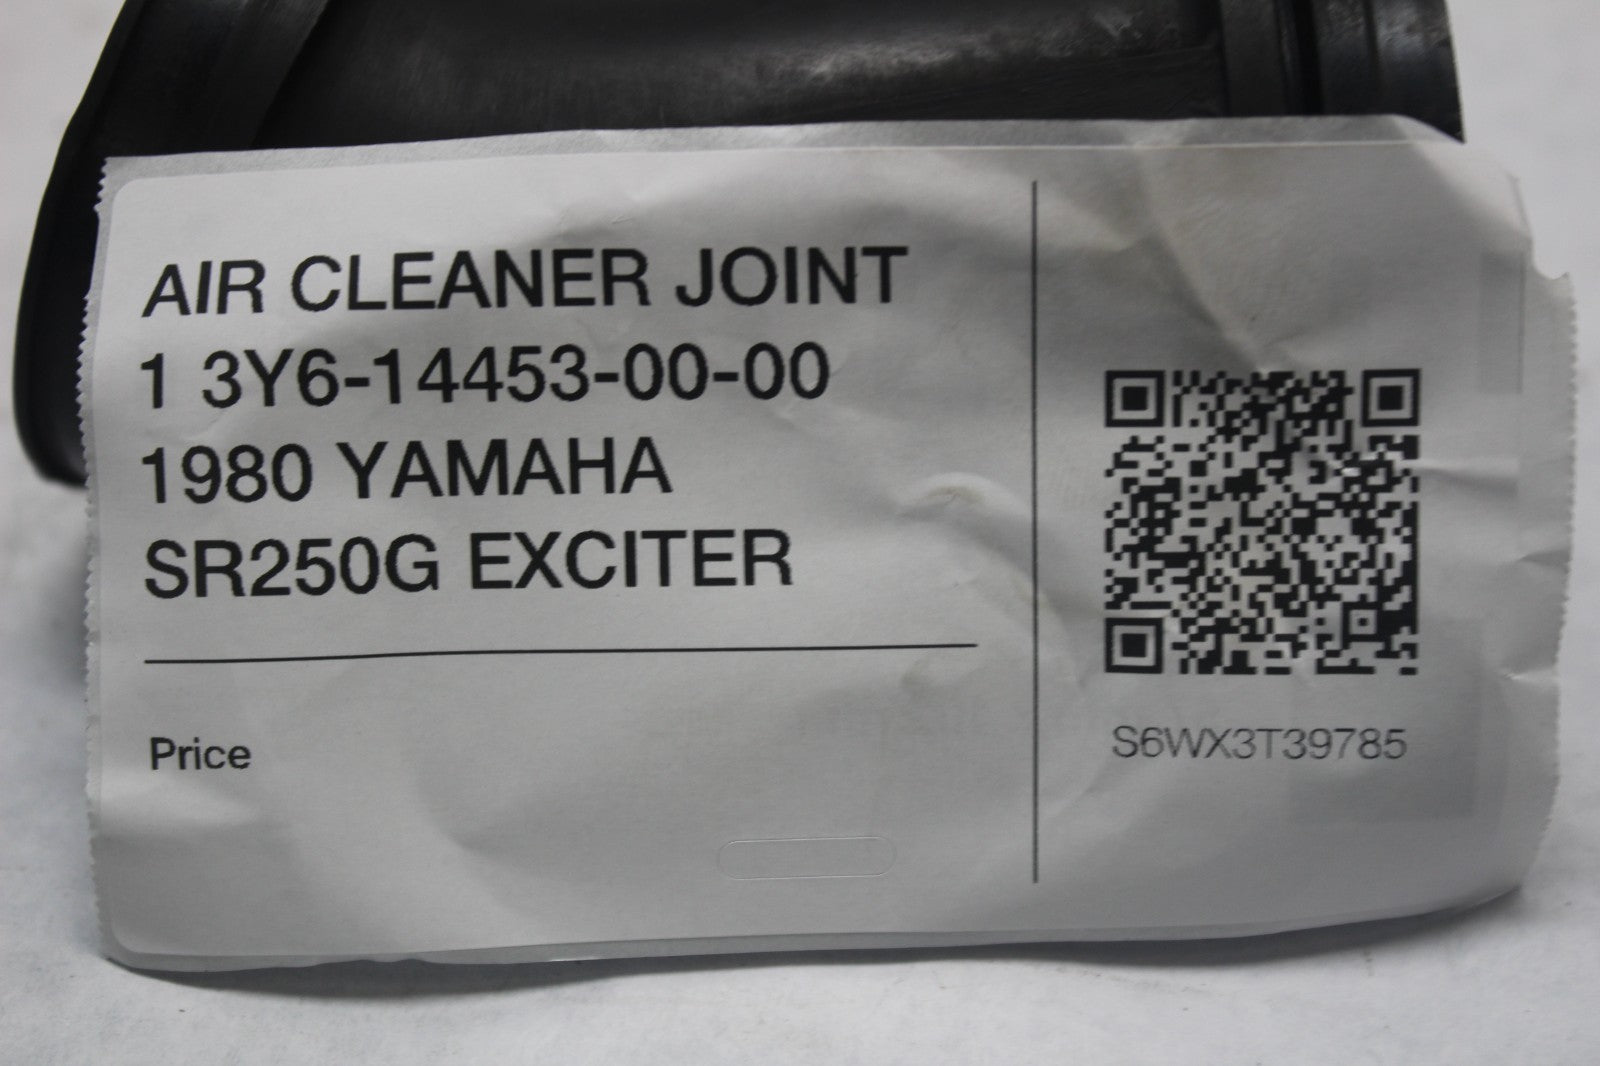 AIR CLEANER JOINT
1 3Y6-14453-00-00
1980 YAMAHA
SR250G EXCITER
Price
S6WX3T39785